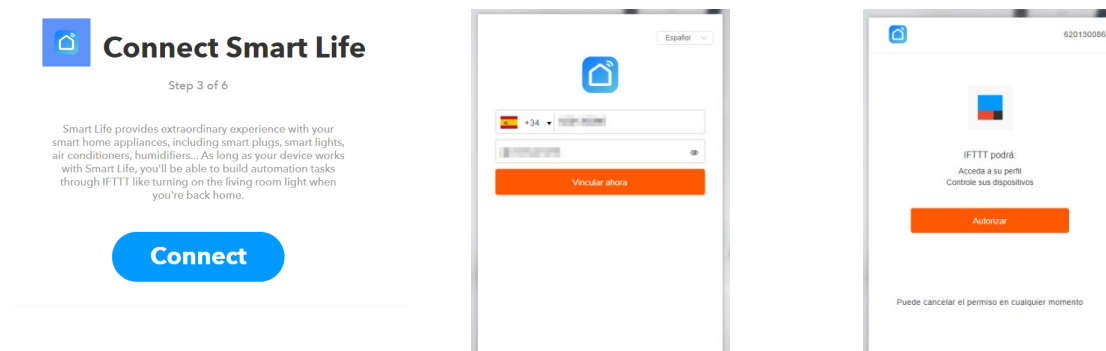 Connect Smart Life
Step 3 of 6
Smart Life provides extraordinary experience with your
smart home appliances, including smart plugs, smart lights,
air conditioners, humidifiers... As long as your device works
with Smart Life, you'll be able to build automation tasks
through IFTTT like turning on the living room light when
you're back home.
Connect
Español
+34
Vincular ahora
620130086
IFTTT podrá:
Acceda a su perfil
Controle sus dispositivos
Autorizar
Puede cancelar el permiso en cualquier momento